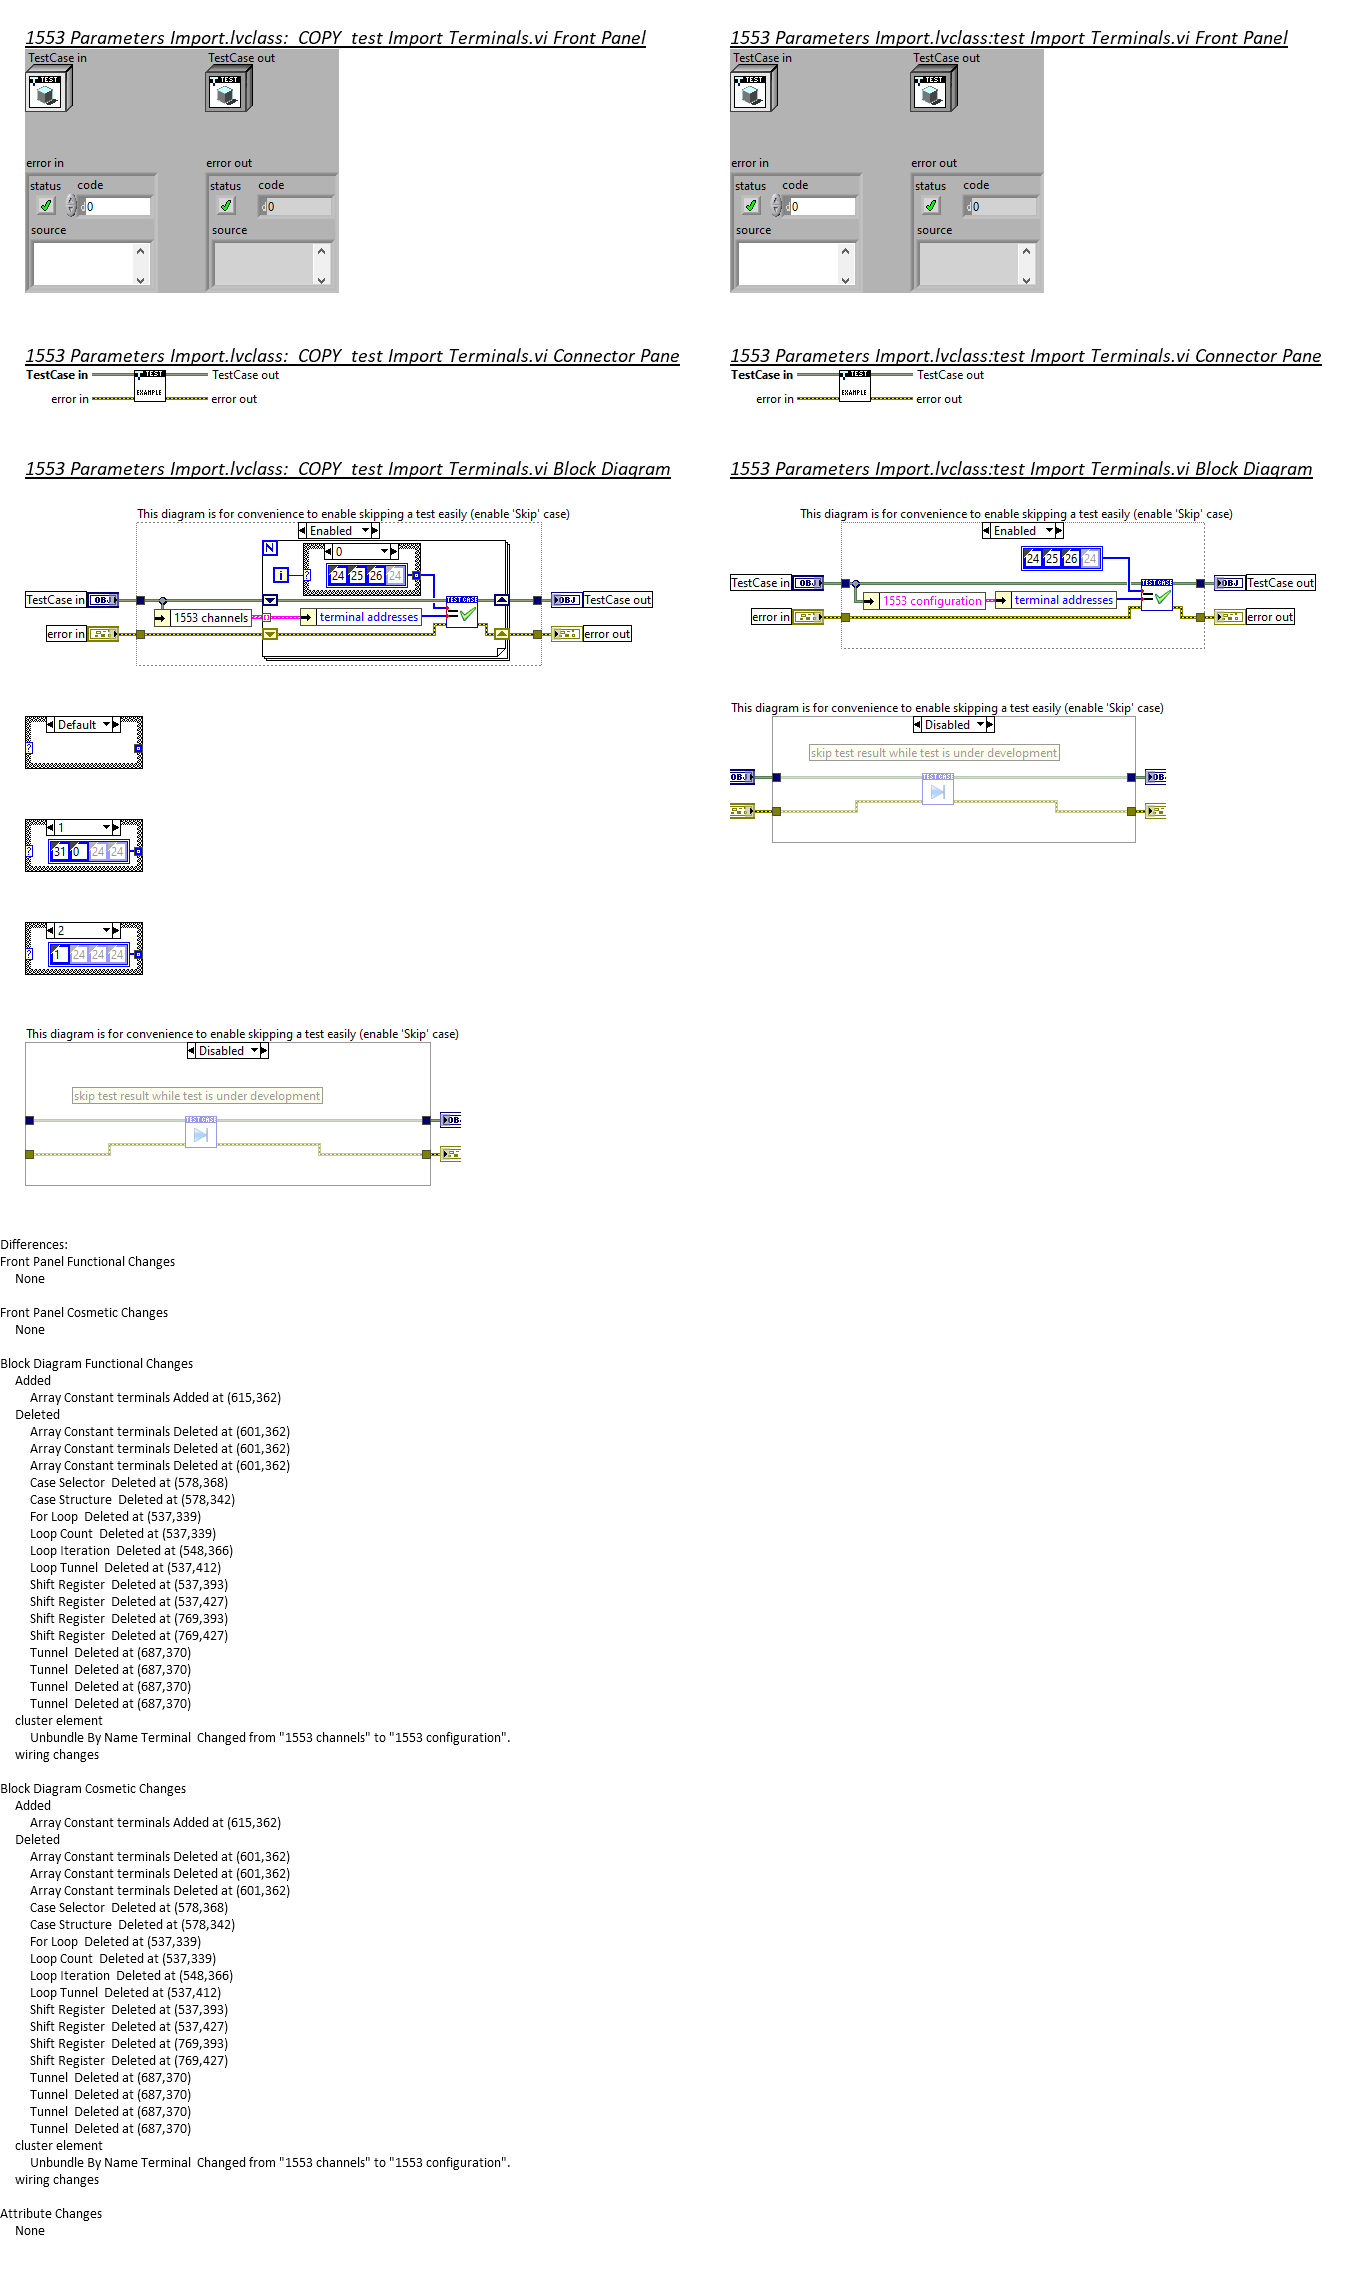 1553 Parameters Import.lvclass:_COPY_test Import Terminals.vi Front Panel
TestCase in
TestCase out
TEST
TEST
error in
error out
status
code
status
code
0
0
source
source
1553 Parameters Import.lvclass:test Import Terminals.vi Front Panel
TestCase in
TestCase out
TEST
TEST
error in
error out
status
code
status
code
0
0
source
source
1553 Parameters Import.lvclass:_COPY_test Import Terminals.vi Connector Pane
TestCase in
TEST
TestCase out
error in
EXAMPLE
error out
1553 Parameters Import.lvclass:test Import Terminals.vi Connector Pane
TestCase in
TEST
TestCase out
error in
EXAMPLE
error out
1553 Parameters Import.lvclass:_COPY_test Import Terminals.vi Block Diagram
This diagram is for convenience to enable skipping a test easily (enable 'Skip' case)
Enabled
N
0
i
?
24 25 26 24
TestCase in
OBJ
TEST CASE
OBJ
TestCase out
1553 channels
terminal addresses
error in
error out
Default
?
1
?
31 0 24 24
2
?
1 24 24 24
This diagram is for convenience to enable skipping a test easily (enable 'Skip' case)
Disabled
skip test result while test is under development
TEST CASE
OB
1553 Parameters Import.lvclass:test Import Terminals.vi Block Diagram
This diagram is for convenience to enable skipping a test easily (enable 'Skip' case)
Enabled
24 25 26 24
TestCase in
OBJ
TEST CASE
OBJ
TestCase out
1553 configuration
terminal addresses
error in
error out
This diagram is for convenience to enable skipping a test easily (enable 'Skip' case)
Disabled
skip test result while test is under development
OBJ
TEST CASE
OB
Differences:
Front Panel Functional Changes
None
Front Panel Cosmetic Changes
None
Block Diagram Functional Changes
Added
Array Constant terminals Added at (615,362)
Deleted
Array Constant terminals Deleted at (601,362)
Array Constant terminals Deleted at (601,362)
Array Constant terminals Deleted at (601,362)
Case Selector  Deleted at (578,368)
Case Structure  Deleted at (578,342)
For Loop  Deleted at (537,339)
Loop Count  Deleted at (537,339)
Loop Iteration  Deleted at (548,366)
Loop Tunnel  Deleted at (537,412)
Shift Register  Deleted at (537,393)
Shift Register  Deleted at (537,427)
Shift Register  Deleted at (769,393)
Shift Register  Deleted at (769,427)
Tunnel  Deleted at (687,370)
Tunnel  Deleted at (687,370)
Tunnel  Deleted at (687,370)
Tunnel  Deleted at (687,370)
cluster element
Unbundle By Name Terminal  Changed from "1553 channels" to "1553 configuration".
wiring changes
Block Diagram Cosmetic Changes
Added
Array Constant terminals Added at (615,362)
Deleted
Array Constant terminals Deleted at (601,362)
Array Constant terminals Deleted at (601,362)
Array Constant terminals Deleted at (601,362)
Case Selector  Deleted at (578,368)
Case Structure  Deleted at (578,342)
For Loop  Deleted at (537,339)
Loop Count  Deleted at (537,339)
Loop Iteration  Deleted at (548,366)
Loop Tunnel  Deleted at (537,412)
Shift Register  Deleted at (537,393)
Shift Register  Deleted at (537,427)
Shift Register  Deleted at (769,393)
Shift Register  Deleted at (769,427)
Tunnel  Deleted at (687,370)
Tunnel  Deleted at (687,370)
Tunnel  Deleted at (687,370)
Tunnel  Deleted at (687,370)
cluster element
Unbundle By Name Terminal  Changed from "1553 channels" to "1553 configuration".
wiring changes
Attribute Changes
None